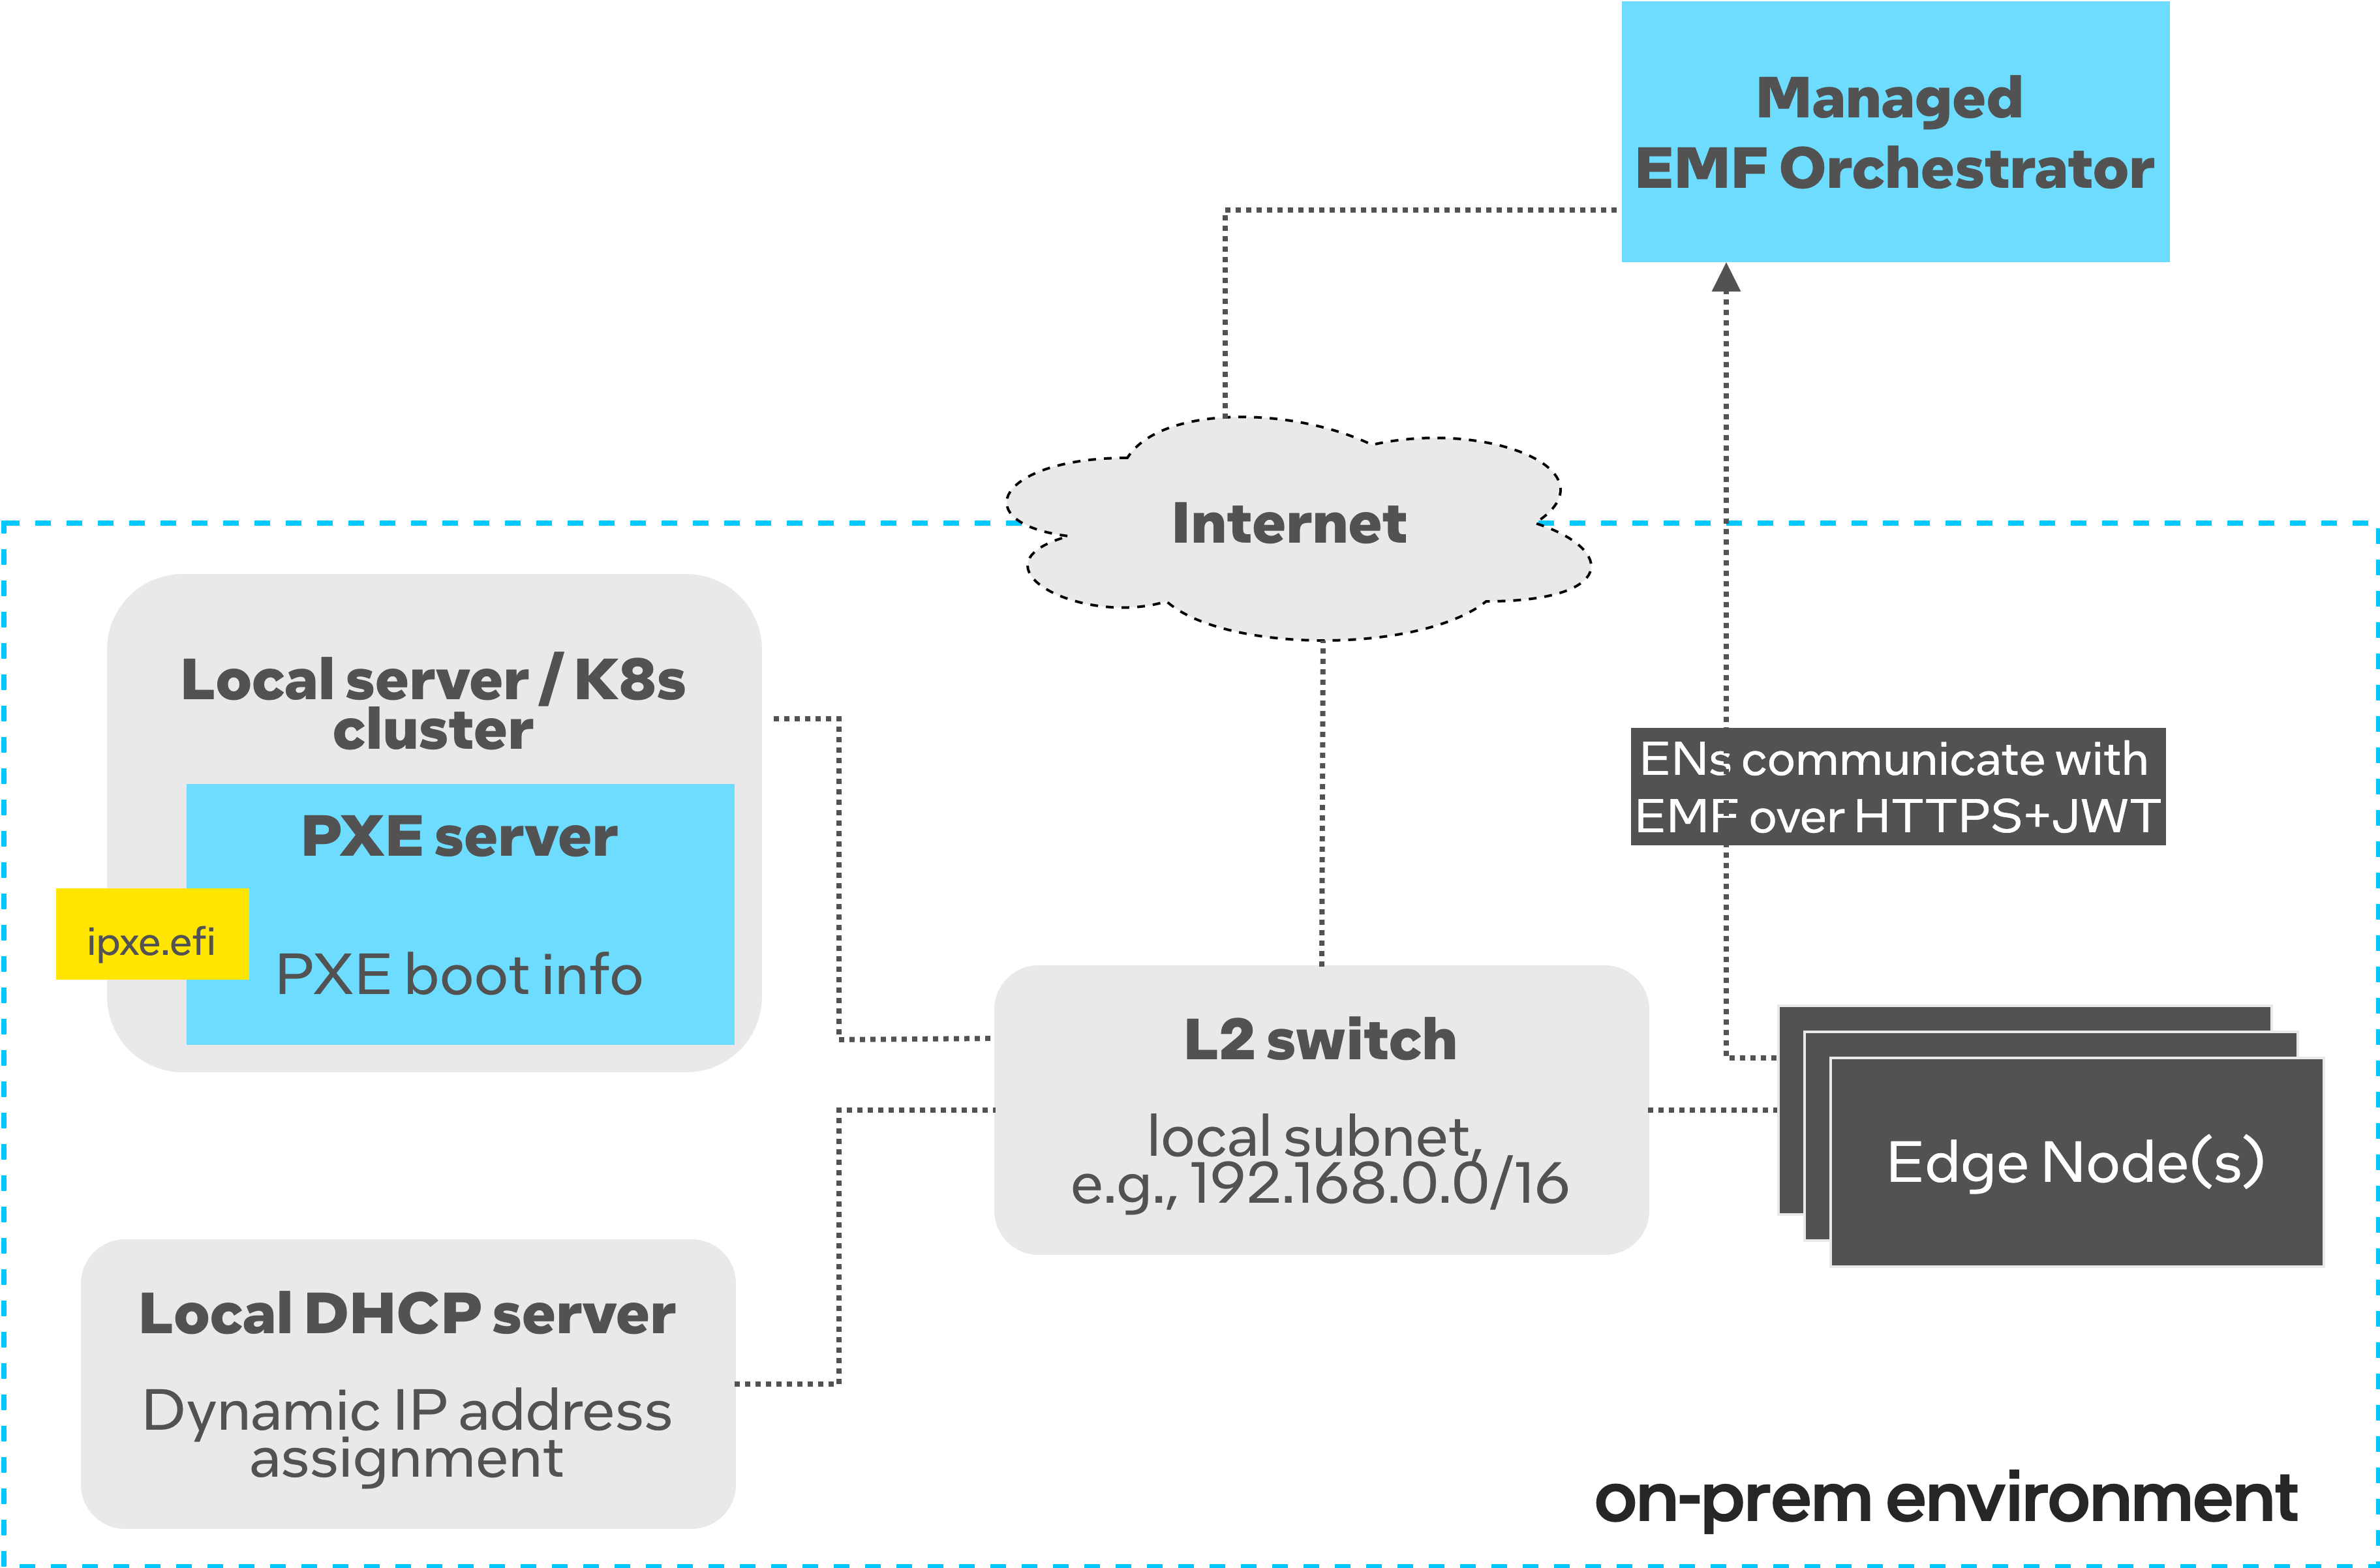 Managed
EMF Orchestrator
Internet
Local server / K8s
cluster
PXE server
ipxe.efi
PXE boot info
ENs communicate with
EMF over HTTPS+JWT
L2 switch
local subnet,
e.g., 192.168.0.0/16
Edge Node(s)
Local DHCP server
Dynamic IP address
assignment
on-prem environment